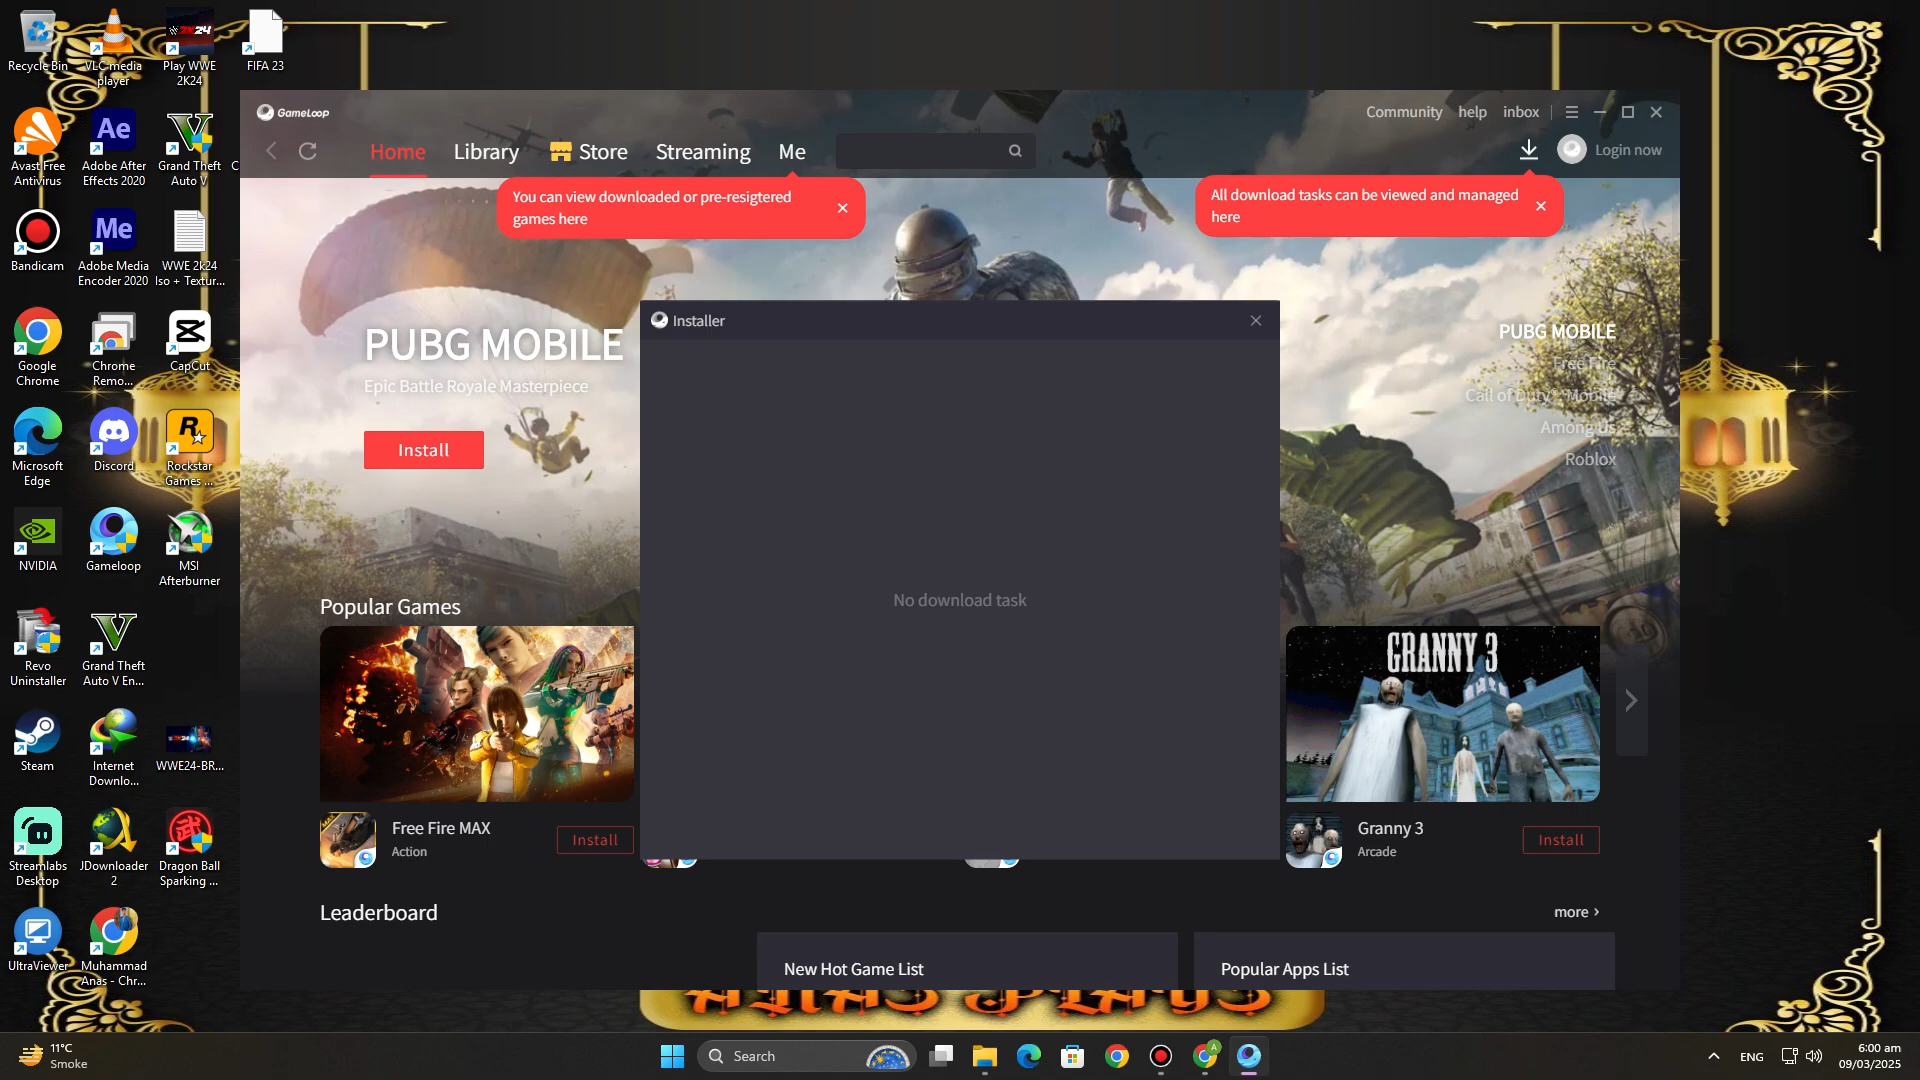 Recycle Bin
VLC media
player
Play WWE
2K24
FIFA 23
Avast Free
Antivirus
Adobe After
Effects 2020
Grand Theft
Auto V
C
Bandicam
Adobe Media
Encoder 2020
WWE 2k24
Iso + Textur...
Google
Chrome
Chrome
Remo...
CapCut
Microsoft
Edge
Discord
Rockstar
Games ...
NVIDIA
Gameloop
MSI
Afterburner
Revo
Uninstaller
Grand Theft
Auto V En...
Steam
Internet
Downlo...
WWE24-BR...
Streamlabs
Desktop
JDownloader
2
Dragon Ball
Sparking ...
UltraViewer
Muhammad
Anas - Chr...
GameLoop
Community help inbox
Home Library Store Streaming Me
Login now
You can view downloaded or pre-resigtered
games here
All download tasks can be viewed and managed
here
PUBG MOBILE
Epic Battle Royale Masterpiece
Install
Installer
No download task
PUBG MOBILE
Free Fire
Call of Duty®: Mobile
Among Us
Roblox
Popular Games
GRANNY 3
Free Fire MAX
Action
Install
Granny 3
Arcade
Install
Leaderboard
more
New Hot Game List
Popular Apps List
ANAS PLAYS
11°C
Smoke
Search
ENG
6:00 am
09/03/2025